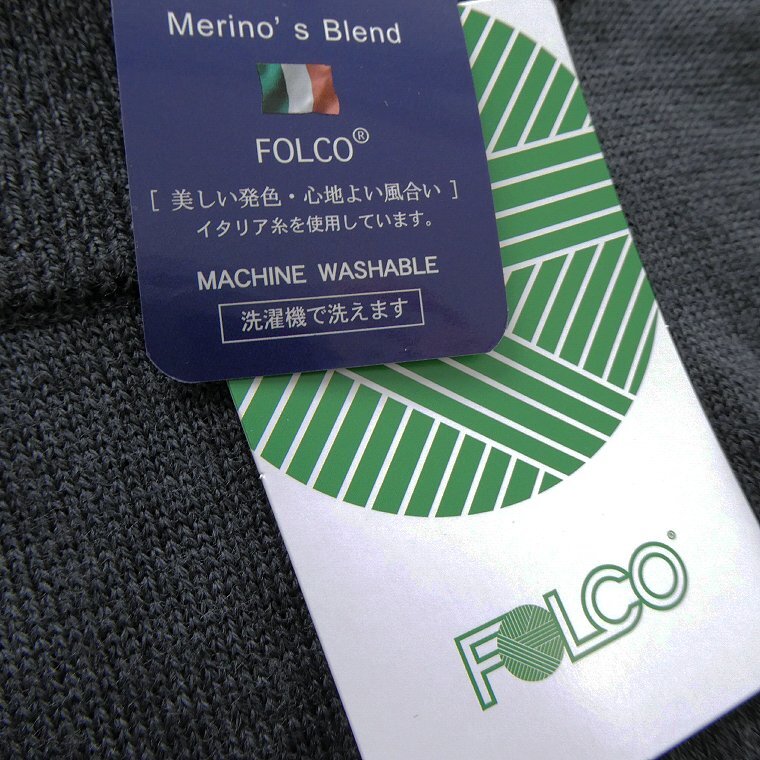 Merino's Blend
FOLCO®
[ 美しい発色・心地よい風合い ]
イタリア糸を使用しています。
MACHINE WASHABLE
洗濯機で洗えます
FOLCO®